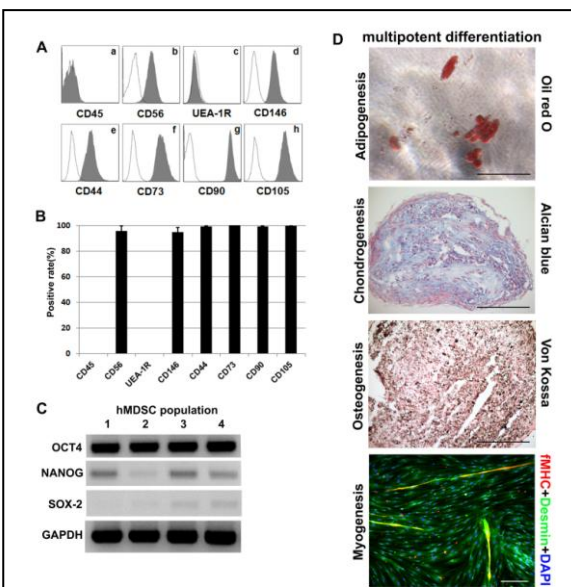 A
a
b
c
d
CD45
CD56
UEA-1R
CD146
e
f
g
h
CD44
CD73
CD90
CD105
B
Positive rate(%)
100
80
60
40
20
0
CD45
CD56
UEA-1R
CD146
CD44
CD73
CD90
CD105
C
hMDSC population
1 2 3 4
OCT4
NANOG
SOX-2
GAPDH
D
multipotent differentiation
Adipogenesis
Oil red O
Chondrogenesis
Alcian blue
Osteogenesis
Von Kossa
Myogenesis
fMHC+Desmin+DAPI